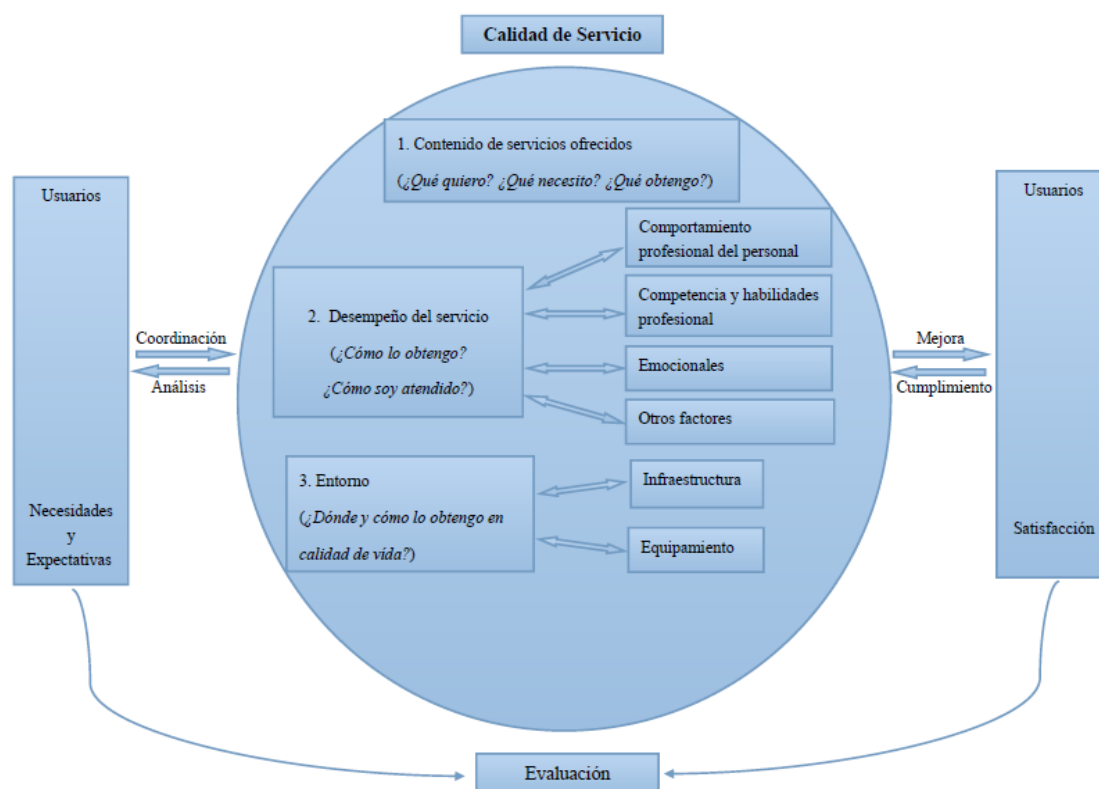 Calidad de Servicio
1. Contenido de servicios ofrecidos
(¿Qué quiero? ¿Qué necesito? ¿Qué obtengo?)
Usuarios
Necesidades
y
Expectativas
Coordinación
Análisis
2. Desempeño del servicio
(¿Cómo lo obtengo?
¿Cómo soy atendido?)
Comportamiento
profesional del personal
Competencia y habilidades
profesional
Emocionales
Otros factores
3. Entorno
(¿Dónde y cómo lo obtengo en
calidad de vida?)
Infraestructura
Equipamiento
Mejora
Cumplimiento
Usuarios
Satisfacción
Evaluación